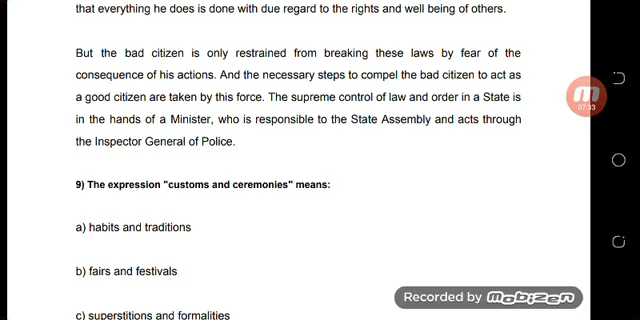 that everything he does is done with due regard to the rights and well being of others.
But the bad citizen is only restrained from breaking these laws by fear of the
consequence of his actions. And the necessary steps to compel the bad citizen to act as
a good citizen are taken by this force. The supreme control of law and order in a State is
in the hands of a Minister, who is responsible to the State Assembly and acts through
the Inspector General of Police.
9) The expression "customs and ceremonies" means:
a) habits and traditions
b) fairs and festivals
c) superstitions and formalities
07:33
Recorded by mobizen